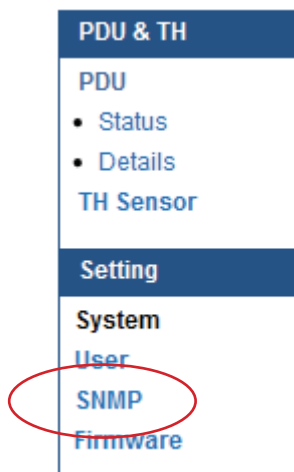 PDU & TH
PDU
• Status
• Details
TH Sensor
Setting
System
User
SNMP
Firmware